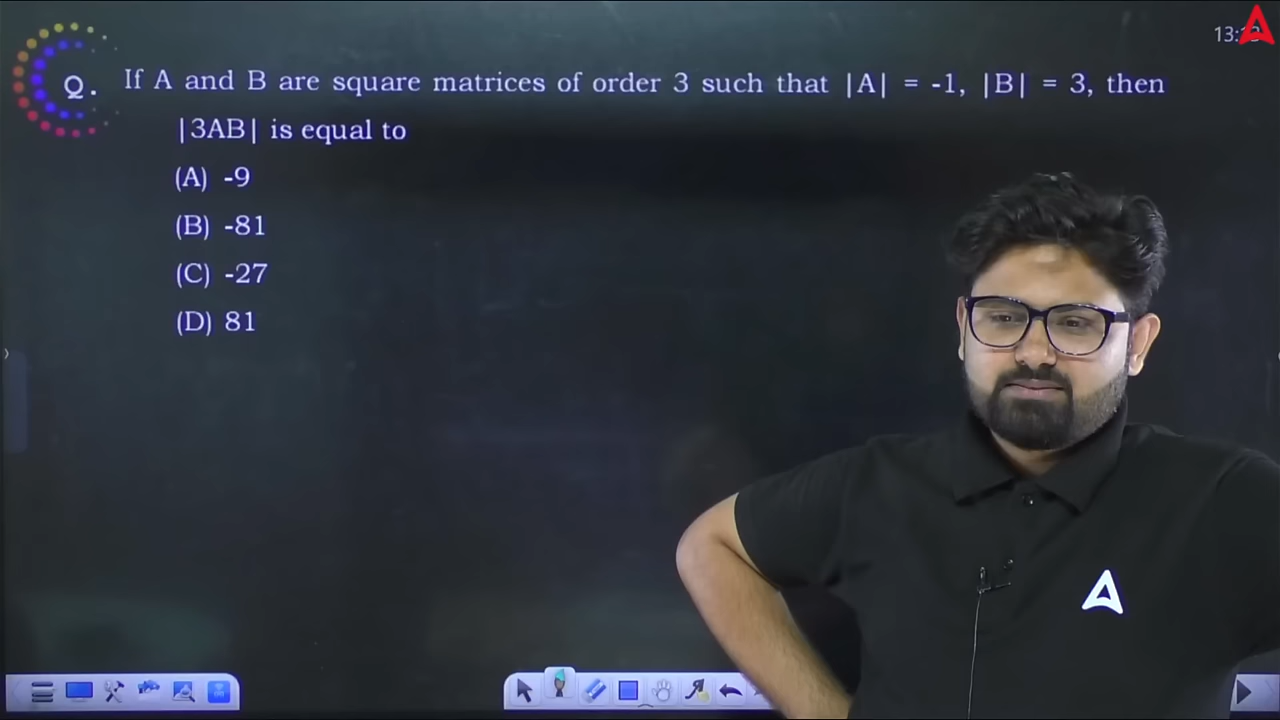 Q. If A and B are square matrices of order 3 such that |A| = -1, |B| = 3, then
|3AB| is equal to
(A) -9
(B) -81
(C) -27
(D) 81